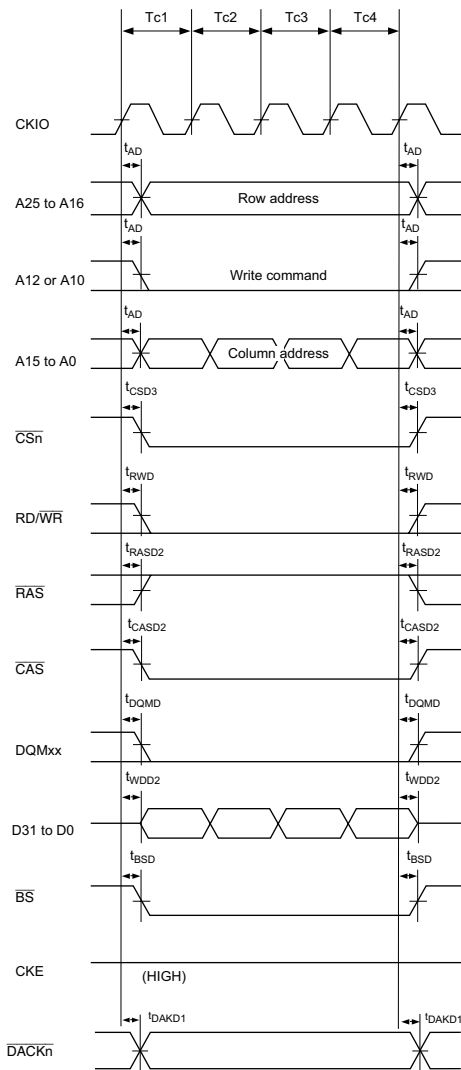 Tc1 Tc2 Tc3 Tc4
CKIO
tAD tAD
A25 to A16 Row address
tAD tAD
A12 or A10 Write command
tAD tAD
A15 to A0 Column address
tCSD3 tCSD3
CSn
tRWD tRWD
RD/WR
tRASD2 tRASD2
RAS
tCASD2 tCASD2
CAS
tDQMD tDQMD
DQMxx
tWDD2 tWDD2
D31 to D0
tBSD tBSD
BS
CKE
(HIGH)
tDAKD1 tDAKD1
DACKn